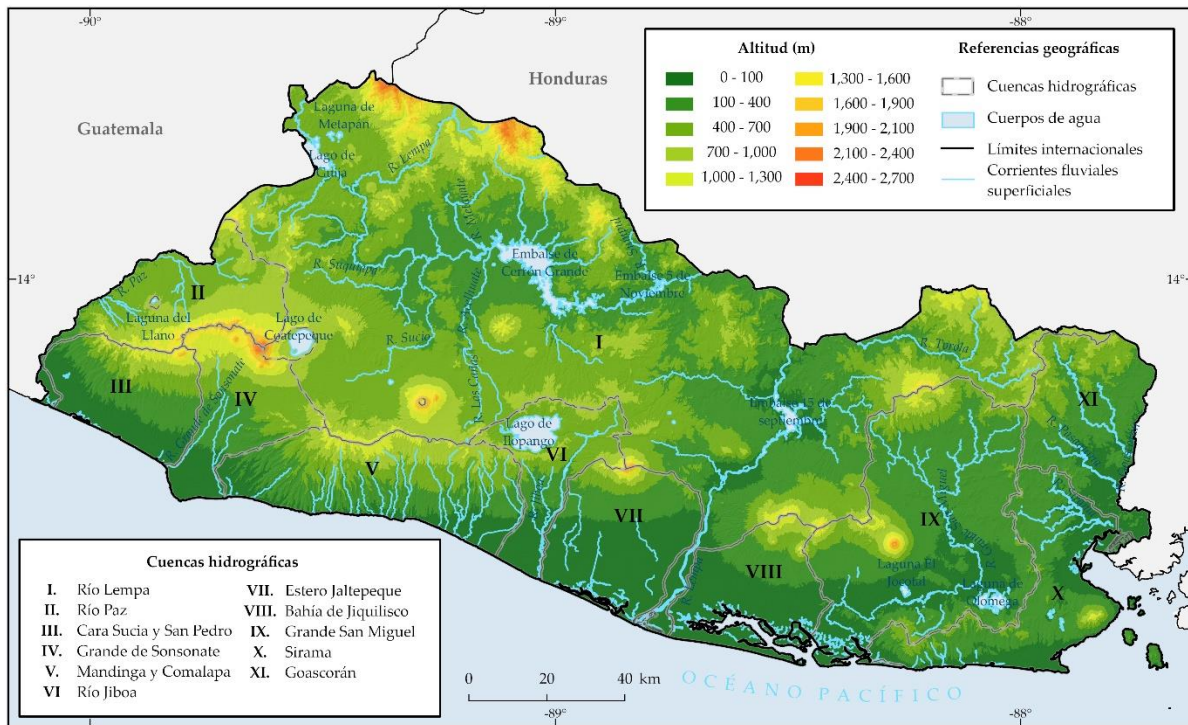 -90°
-89°
-88°
Honduras
Guatemala
Altitud (m)
0 - 100
100 - 400
400 - 700
700 - 1,000
1,000 - 1,300
1,300 - 1,600
1,600 - 1,900
1,900 - 2,100
2,100 - 2,400
2,400 - 2,700
Referencias geográficas
Cuencas hidrográficas
Cuerpos de agua
Límites internacionales
Corrientes fluviales
superficiales
Laguna de
Metapán
Lago de
Guija
R. Lempa
14°
14°
R. Paz
II
Laguna del
Llano
Lago de
Coatepeque
R. Suquiapa
R. Sucio
Embalse de
Cerrón Grande
Embalse 5 de
Noviembre
I
R. Torola
III
IV
R. Las Cañas
Lago de
Ilopango
Embalse 15 de
septiembre
XI
V
VI
VII
VIII
IX
Laguna El
Jocotal
Laguna de
Olomega
X
Cuencas hidrográficas
I. Río Lempa
II. Río Paz
III. Cara Sucia y San Pedro
IV. Grande de Sonsonate
V. Mandinga y Comalapa
VI Río Jiboa
VII. Estero Jaltepeque
VIII. Bahía de Jiquilisco
IX. Grande San Miguel
X. Sirama
XI. Goascorán
0 20 40 km
OCÉANO PACÍFICO
-89°
-88°